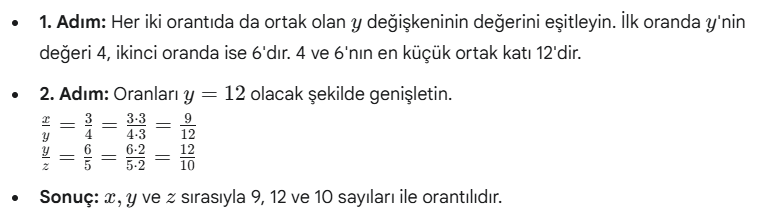 • 1. Adım: Her iki orantıda da ortak olan y değişkeninin değerini eşitleyin. İlk oranda y'nin
değeri 4, ikinci oranda ise 6'dır. 4 ve 6'nın en küçük ortak katı 12'dir.
• 2. Adım: Oranları y = 12 olacak şekilde genişletin.
x/y = 3/4 = 3·3/4·3 = 9/12
y/z = 6/5 = 6·2/5·2 = 12/10
• Sonuç: x, y ve z sırasıyla 9, 12 ve 10 sayıları ile orantılıdır.